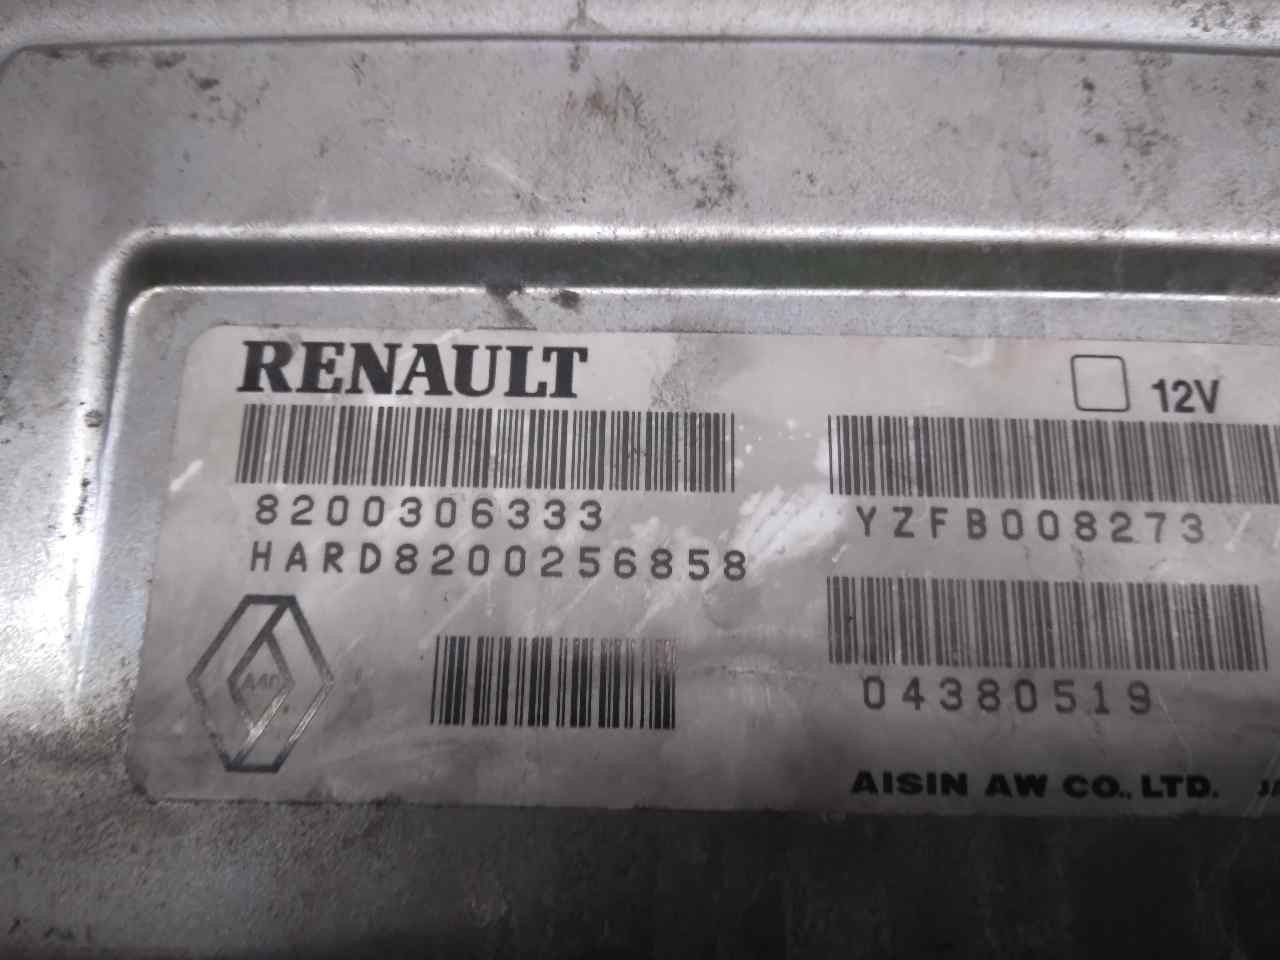 RENAULT
12V
8200306333
YZFB008273
HARD8200256858
04380519
AISIN AW CO., LTD.